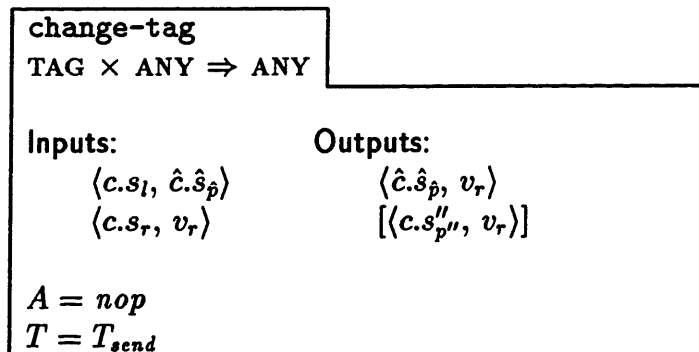 change-tag
TAG × ANY ⇒ ANY
Inputs: Outputs:
⟨c.s_l, ĉ.ŝ_p̂⟩ ⟨ĉ.ŝ_p̂, v_r⟩
⟨c.s_r, v_r⟩ [⟨c.s''_p'', v_r⟩]
A = nop
T = T_send